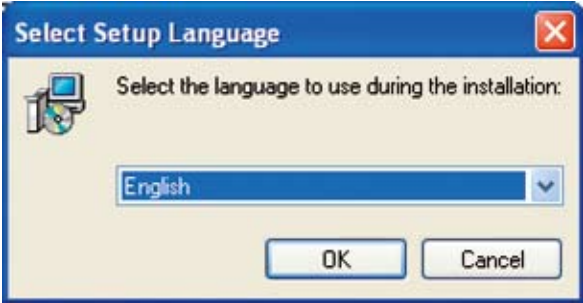 Select Setup Language
Select the language to use during the installation:
English
OK
Cancel